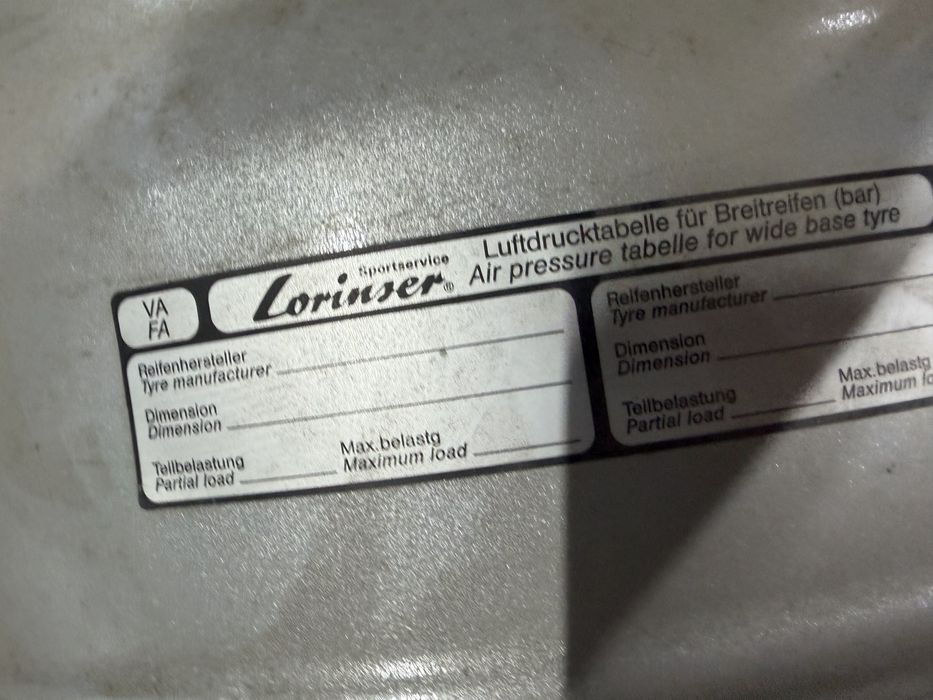 VA
FA
Sportservice
Lorinser®
Luftdrucktabelle für Breitreifen (bar)
Air pressure tabelle for wide base tyre
Reifenhersteller
Tyre manufacturer
Dimension
Dimension
Teilbelastung
Partial load
Max.belastg
Maximum load
Reifenhersteller
Tyre manufacturer
Dimension
Dimension
Teilbelastung
Partial load
Max.belastg
Maximum